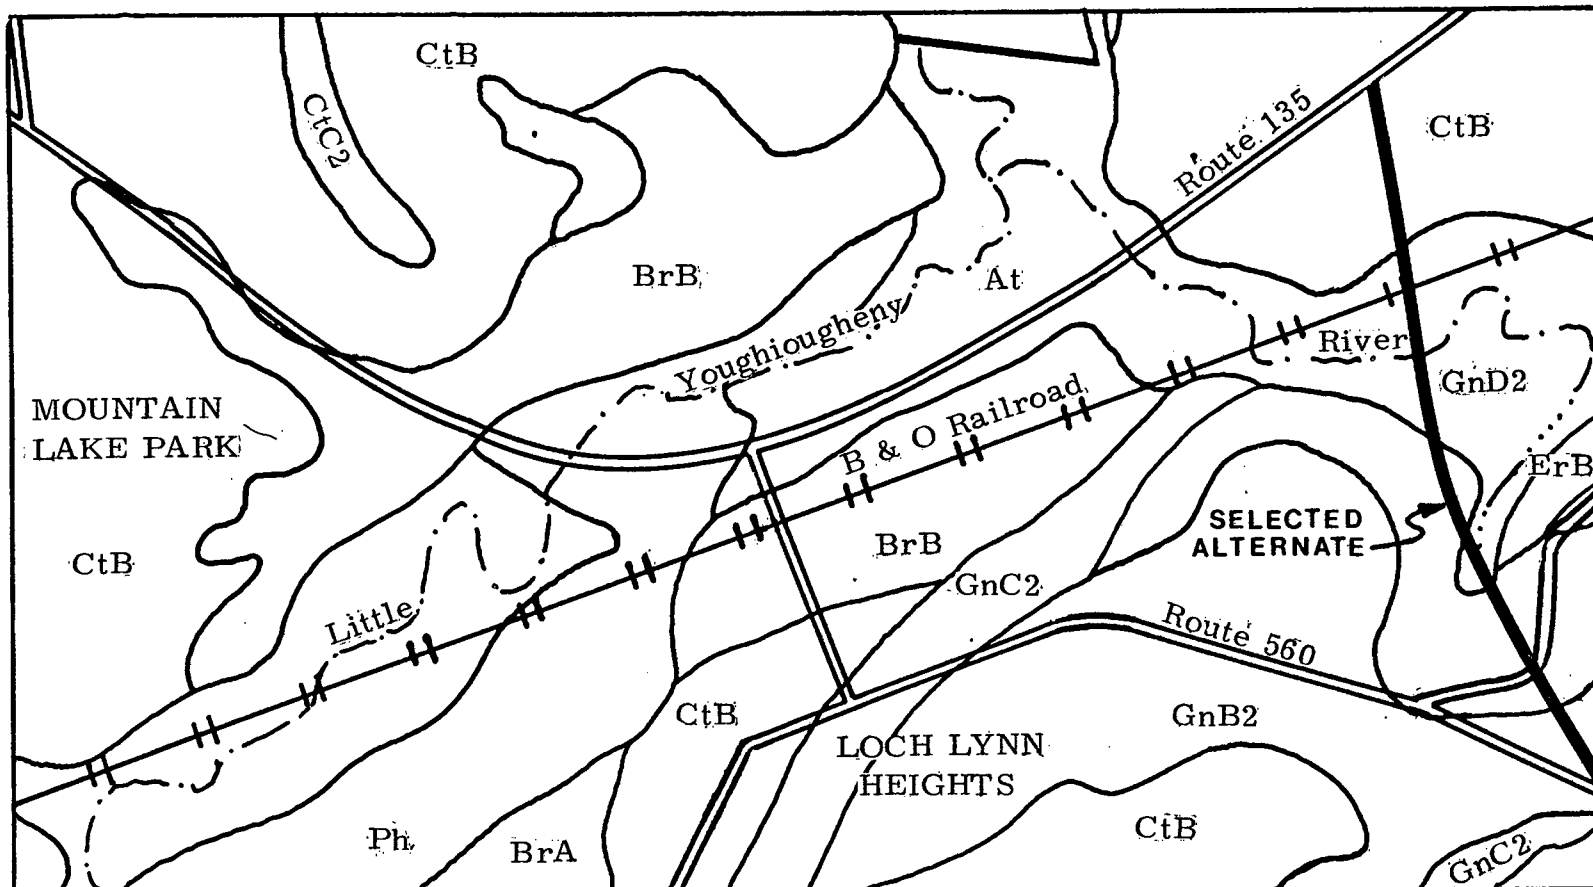 CtB
CtC2
Route 135
CtB
BrB
At
Youghiougheny
River
GnD2
MOUNTAIN
LAKE PARK
B & O Railroad
ErB
SELECTED
ALTERNATE
CtB
BrB
GnC2
Little
Route 560
CtB
GnB2
LOCH LYNN
HEIGHTS
Ph
BrA
CtB
GnC2